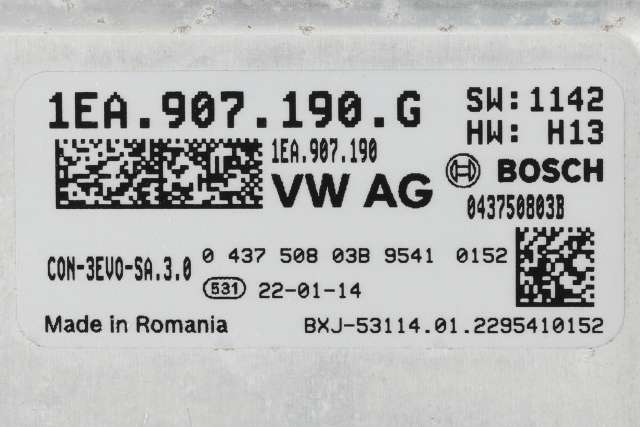 1EA.907.190.G
SW:1142
HW: H13
1EA.907.190
VW AG
BOSCH
043750803B
CON-3EVO-SA.3.0
0 437 508 03B 9541 0152
531 22-01-14
Made in Romania
BXJ-53114.01.2295410152